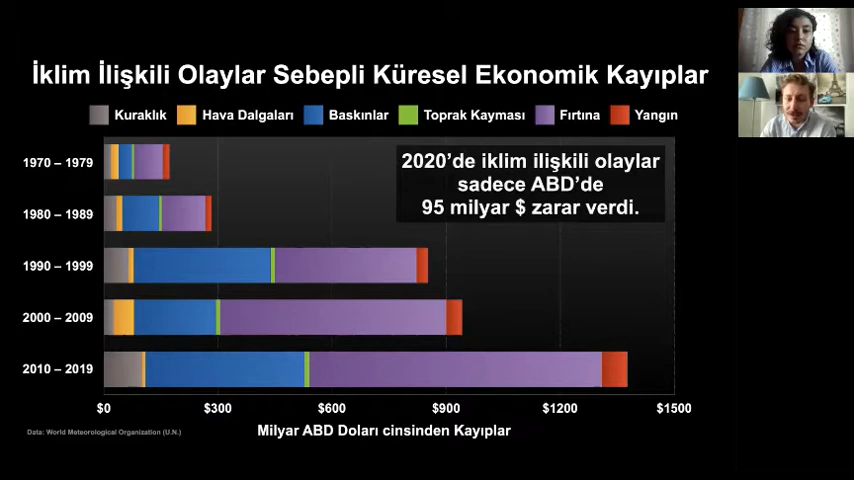 İklim İlişkili Olaylar Sebepli Küresel Ekonomik Kayıplar
Kuraklık Hava Dalgaları Baskınlar Toprak Kayması Fırtına Yangın
2020’de iklim ilişkili olaylar
sadece ABD’de
95 milyar $ zarar verdi.
1970 – 1979
1980 – 1989
1990 – 1999
2000 – 2009
2010 – 2019
$0 $300 $600 $900 $1200 $1500
Milyar ABD Doları cinsinden Kayıplar
Data: World Meteorological Organization (U.N.)